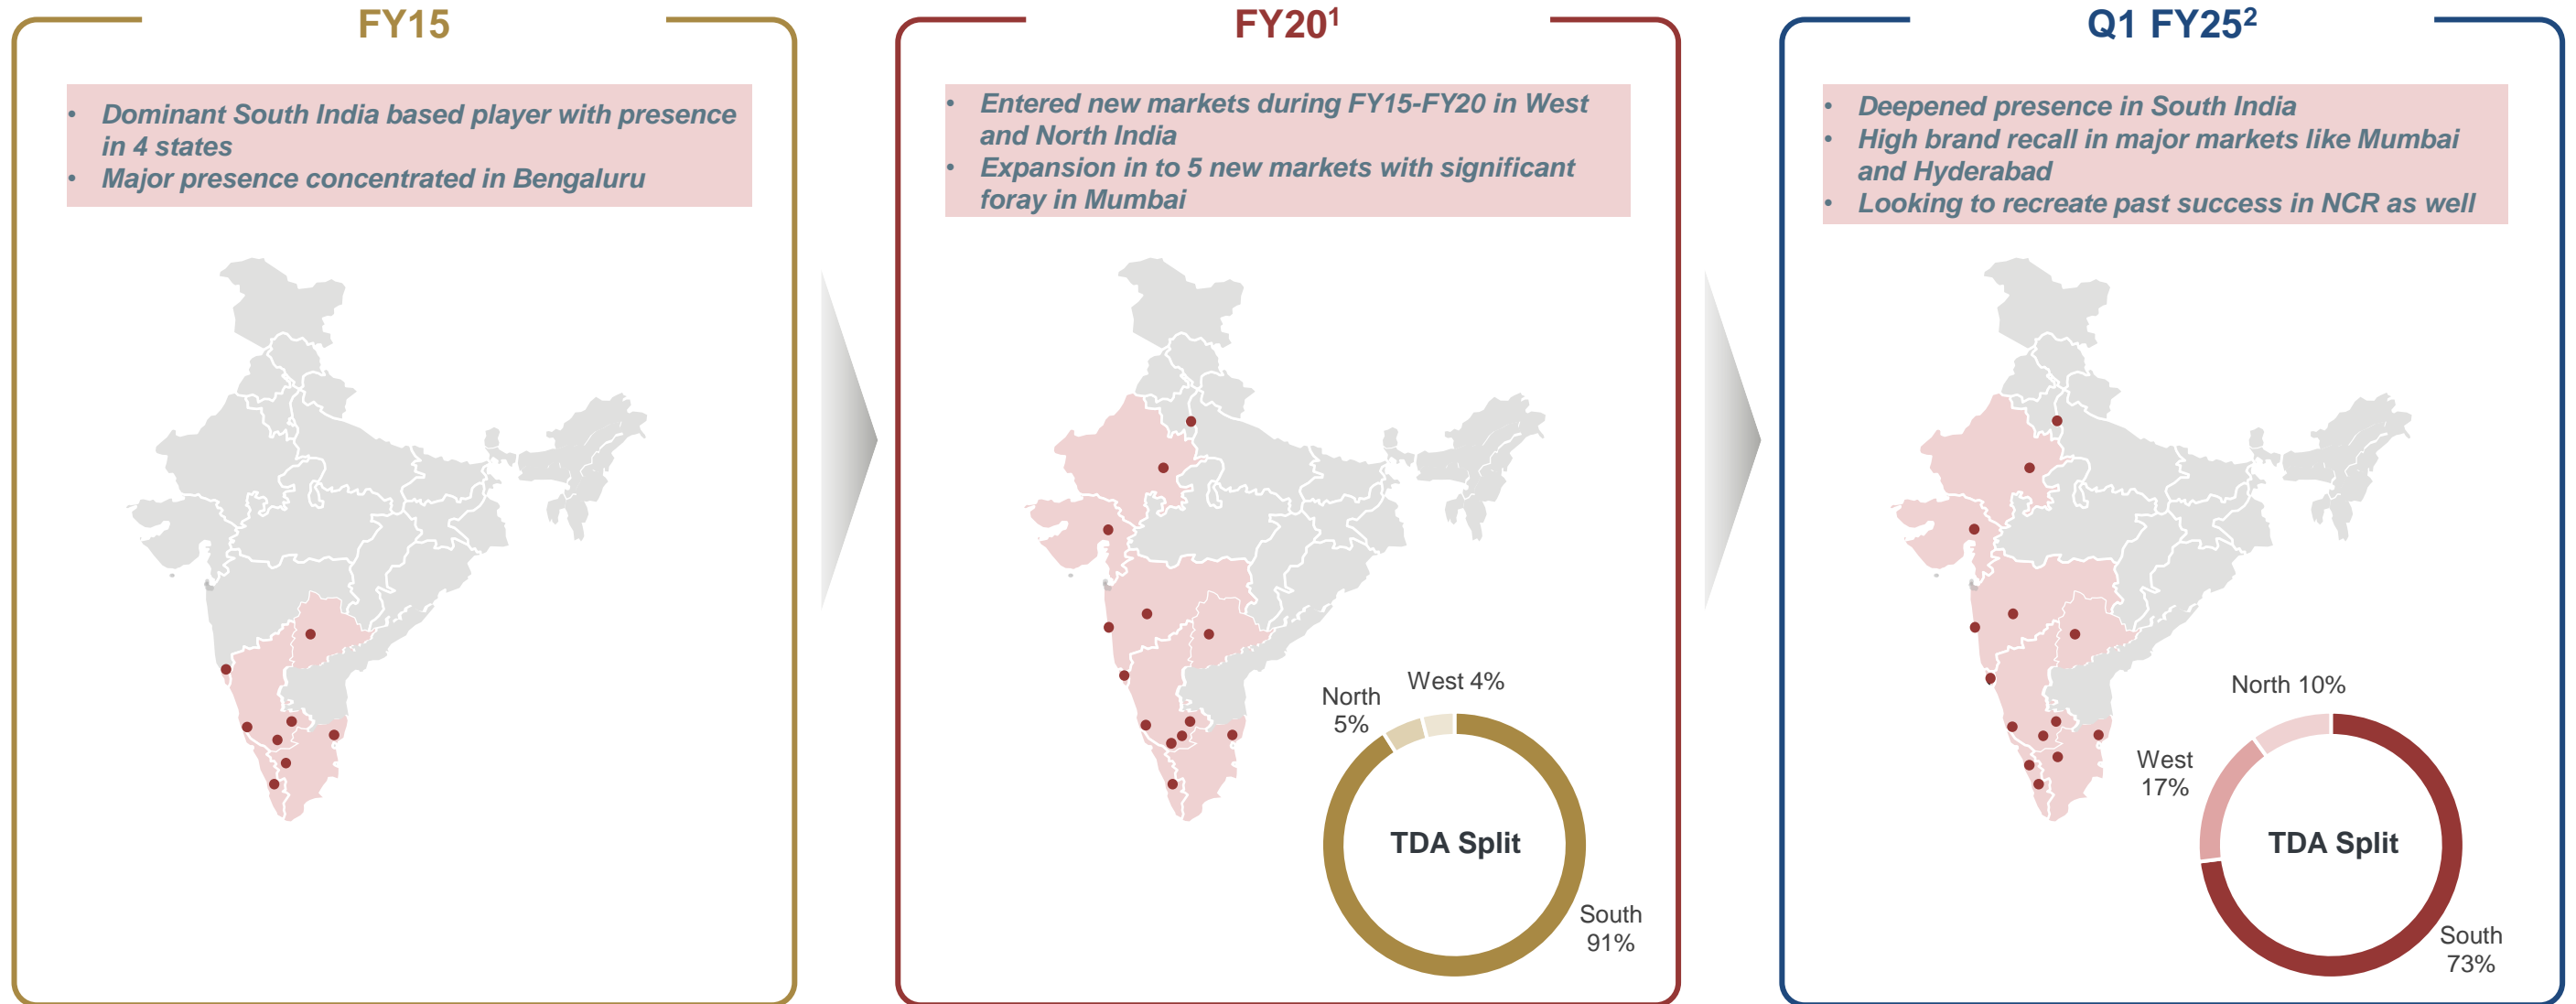 FY15
• Dominant South India based player with presence
in 4 states
• Major presence concentrated in Bengaluru
FY20¹
• Entered new markets during FY15-FY20 in West
and North India
• Expansion in to 5 new markets with significant
foray in Mumbai
North
5%
West 4%
TDA Split
South
91%
Q1 FY25²
• Deepened presence in South India
• High brand recall in major markets like Mumbai
and Hyderabad
• Looking to recreate past success in NCR as well
North 10%
West
17%
TDA Split
South
73%